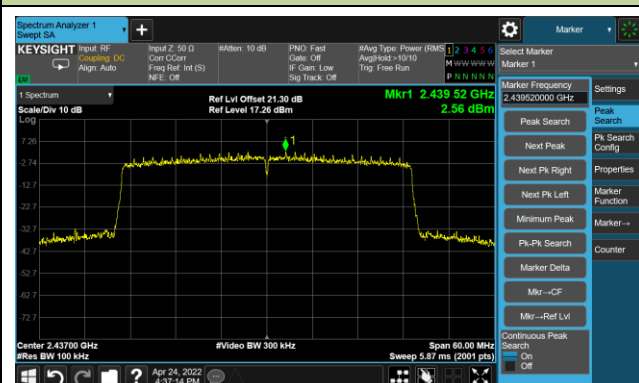 Spectrum Analyzer 1
Swept SA
Marker
KEYSIGHT
Input: RF
Coupling: DC
Align: Auto
Input Z: 50 Ω
Corr CCorr
Freq Ref: Int (S)
NFE: Off
#Atten: 10 dB
PNO: Fast
Gate: Off
IF Gain: Low
Sig Track: Off
#Avg Type: Power (RMS
Avg|Hold:>10/10
Trig: Free Run
1 2 3 4 5 6
M W W W W W
P N N N N N
LXI
1 Spectrum
Scale/Div 10 dB
Log
Ref Lvl Offset 21.30 dB
Ref Level 17.26 dBm
Mkr1 2.439 52 GHz
2.56 dBm
1
7.26
-2.74
-12.7
-22.7
-32.7
-42.7
-52.7
-62.7
-72.7
Center 2.43700 GHz
#Res BW 100 kHz
#Video BW 300 kHz
Span 60.00 MHz
Sweep 5.87 ms (2001 pts)
Apr 24, 2022
4:37:14 PM
Select Marker
Marker 1
Marker Frequency
2.439520000 GHz
Peak Search
Next Peak
Next Pk Right
Next Pk Left
Minimum Peak
Pk-Pk Search
Marker Delta
Mkr→CF
Mkr→Ref Lvl
Continuous Peak
Search
On
Off
Settings
Peak
Search
Pk Search
Config
Properties
Marker
Function
Marker→
Counter